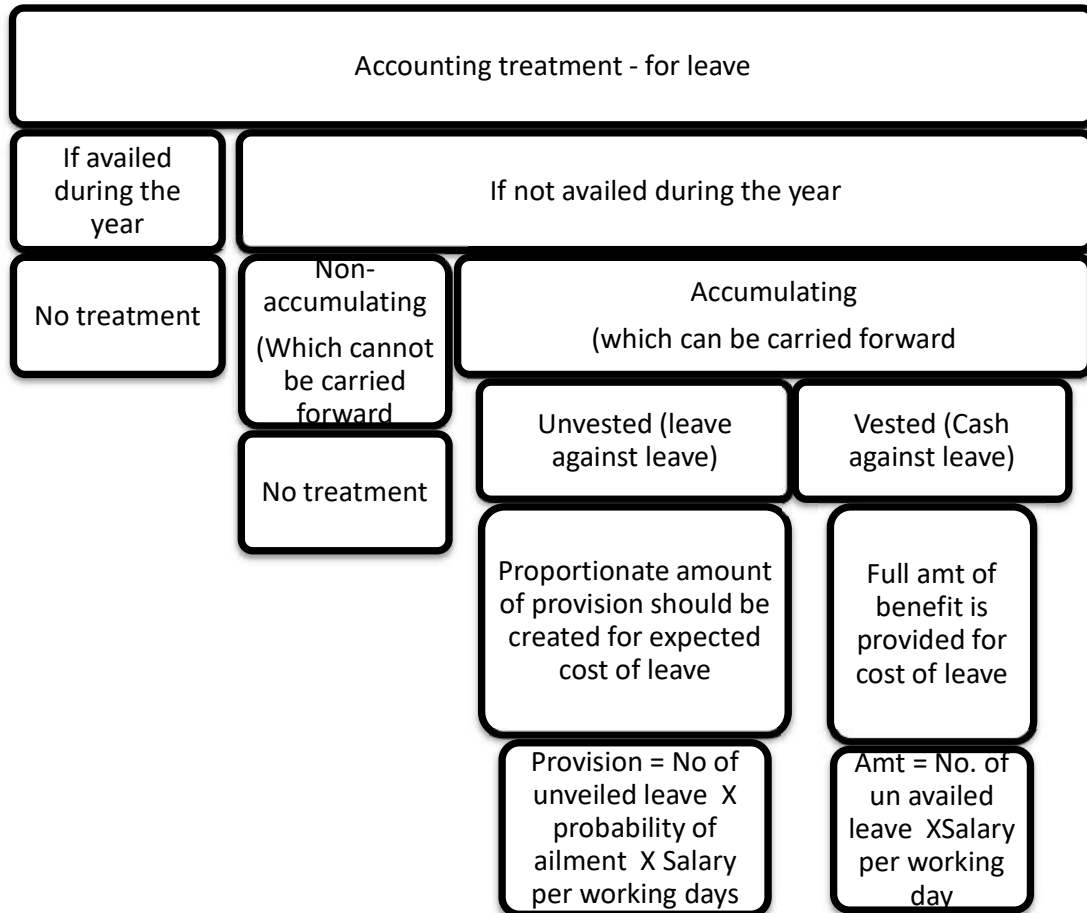 Accounting treatment - for leave
If availed
during the
year
If not availed during the year
No treatment
Non-
accumulating
(Which cannot
be carried
forward
Accumulating
(which can be carried forward
No treatment
Unvested (leave
against leave)
Vested (Cash
against leave)
Proportionate amount
of provision should be
created for expected
cost of leave
Full amt of
benefit is
provided for
cost of leave
Provision = No of
unveiled leave X
probability of
ailment X Salary
per working days
Amt = No. of
un availed
leave XSalary
per working
day